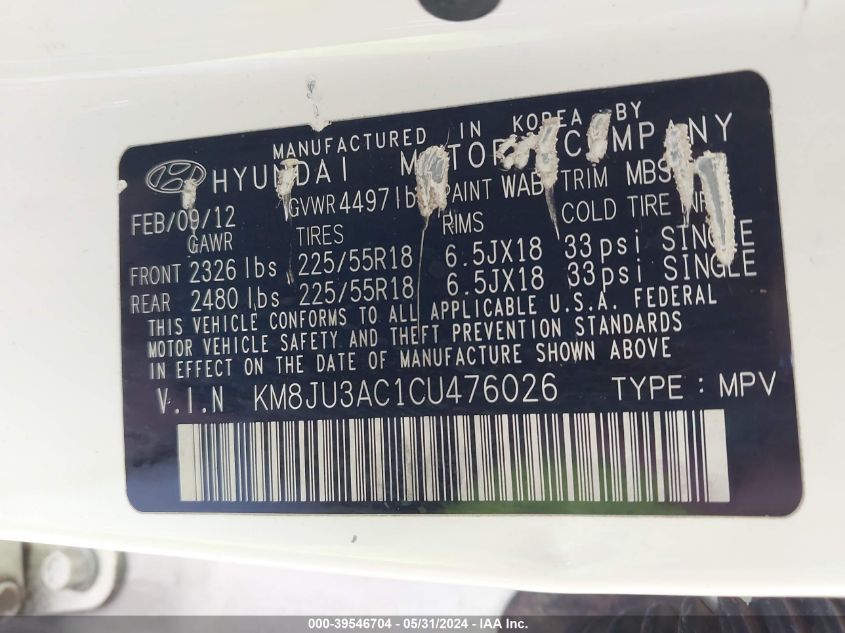 MANUFACTURED IN KOREA BY
HYUNDAI MOTOR COMPANY
FEB/09/12 GVWR 4497 lb PAINT WAB TRIM MBS
GAWR TIRES RIMS COLD TIRE
FRONT 2326 lbs 225/55R18 6.5JX18 33 psi SINGLE
REAR 2480 lbs 225/55R18 6.5JX18 33 psi SINGLE
THIS VEHICLE CONFORMS TO ALL APPLICABLE U.S.A. FEDERAL
MOTOR VEHICLE SAFETY AND THEFT PREVENTION STANDARDS
IN EFFECT ON THE DATE OF MANUFACTURE SHOWN ABOVE
V.I.N KM8JU3AC1CU476026 TYPE : MPV
000-39546704 - 05/31/2024 - IAA Inc.